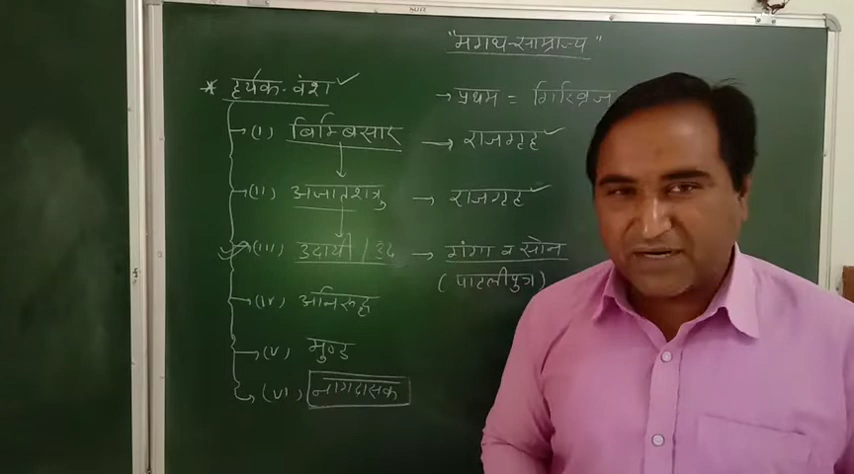 "मगध-साम्राज्य"
* हर्यक-वंश ✓
→ प्रथम = गिरिव्रज
→ (I) बिम्बिसार → राजगृह ✓
→ (II) अजातशत्रु → राजगृह ✓
→ (III) उदायी / → गंगा व सोन
(पाटलीपुत्र)
→ (IV) अनिरुद्ध
→ (V) मुण्ड
(VI) नागदासक